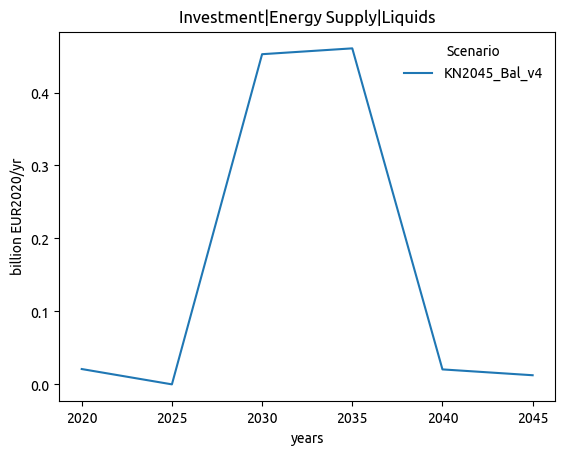 Investment|Energy Supply|Liquids
Scenario
KN2045_Bal_v4
billion EUR2020/yr
0.4
0.3
0.2
0.1
0.0
2020 2025 2030 2035 2040 2045
years